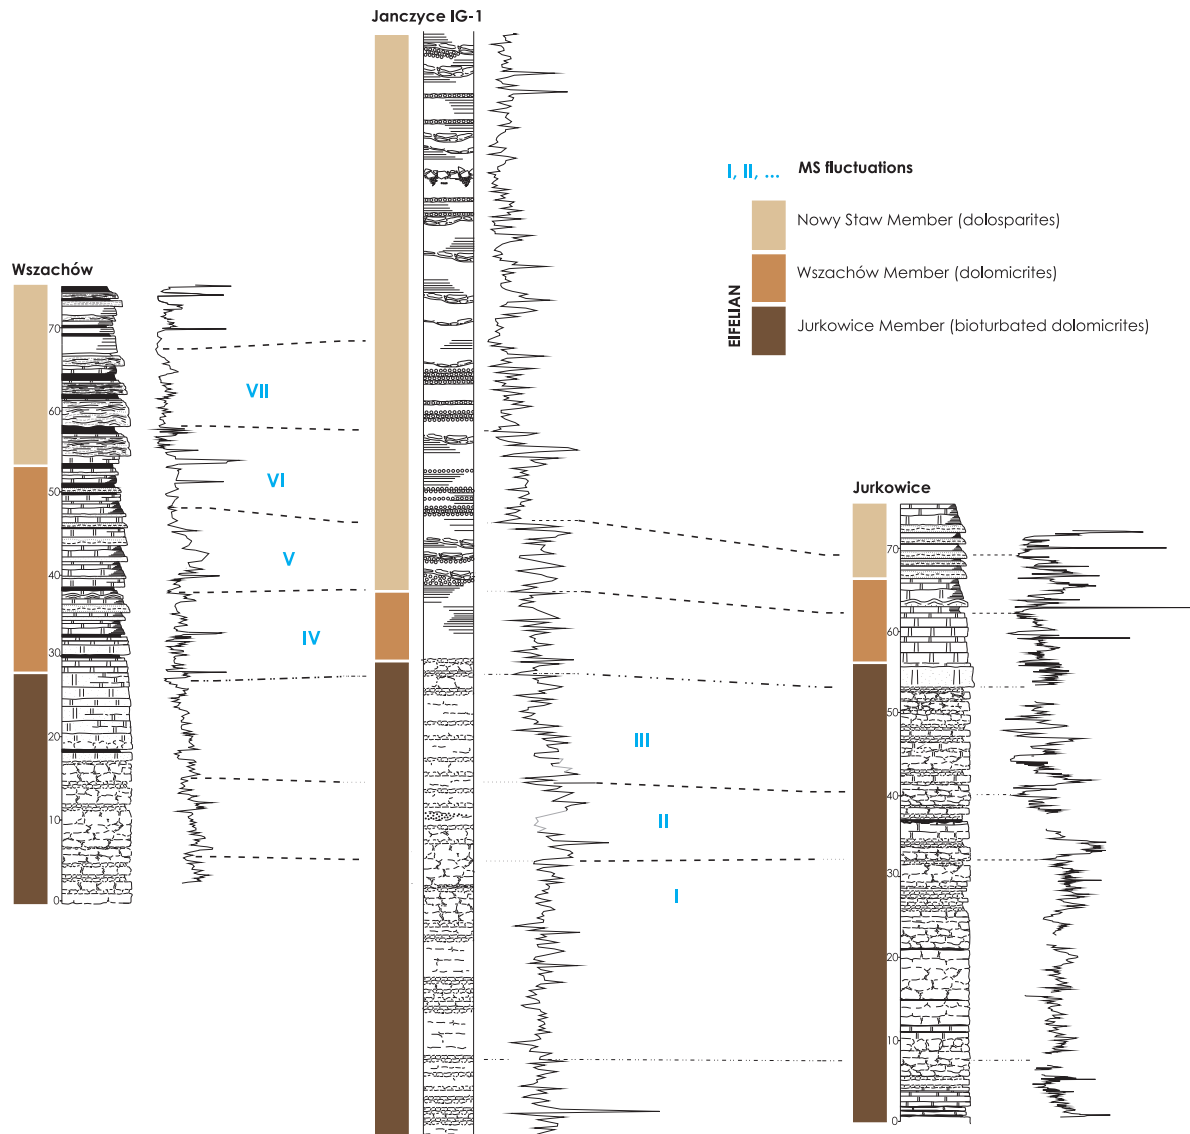 Janczyce IG-1
I, II, ... MS fluctuations
Nowy Staw Member (dolosparites)
Wszachów Member (dolomicrites)
Jurkowice Member (bioturbated dolomicrites)
EIFELIAN
Wszachów
70
60
50
40
30
20
10
0
VII
VI
V
IV
III
II
I
Jurkowice
70
60
50
40
30
20
10
0